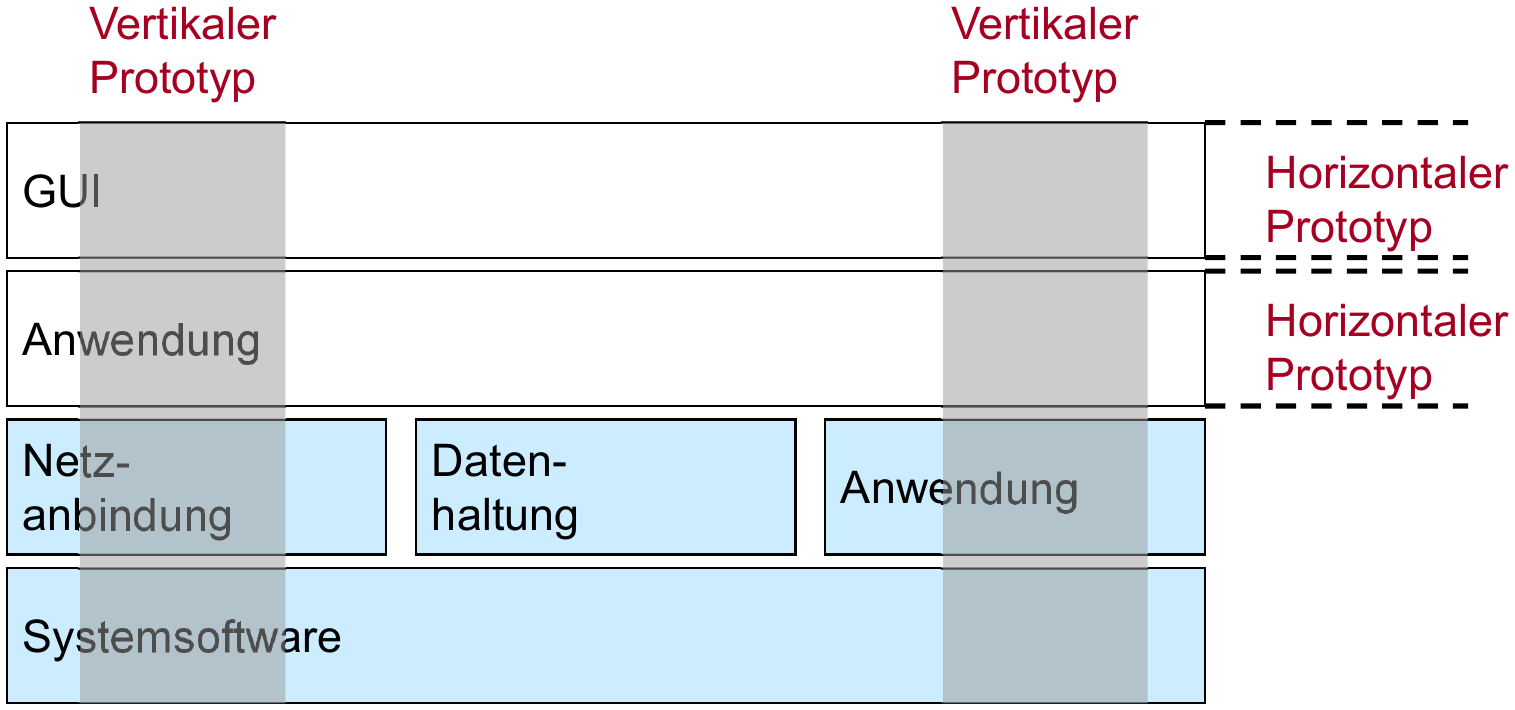 Vertikaler
Prototyp
Vertikaler
Prototyp
GUI
Horizontaler
Prototyp
Anwendung
Horizontaler
Prototyp
Netz-
anbindung
Daten-
haltung
Anwendung
Systemsoftware